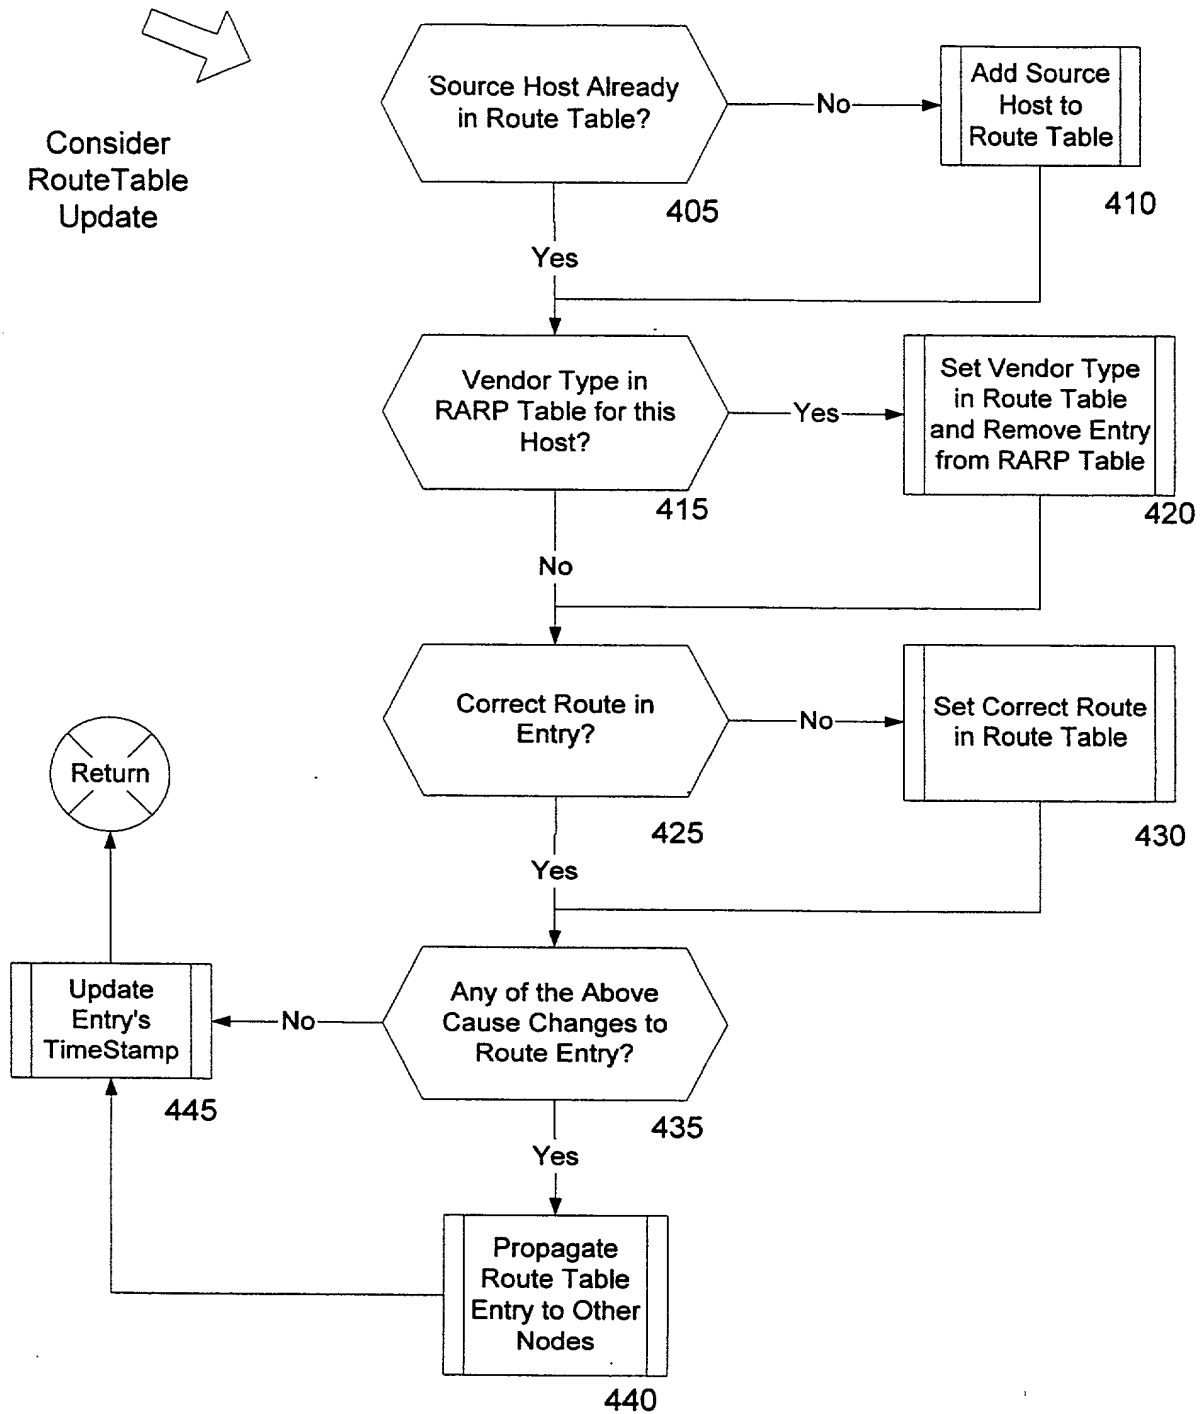 Consider
RouteTable
Update
Source Host Already
in Route Table?
405
No
Add Source
Host to
Route Table
410
Yes
Vendor Type in
RARP Table for this
Host?
415
Yes
Set Vendor Type
in Route Table
and Remove Entry
from RARP Table
420
No
Correct Route in
Entry?
425
No
Set Correct Route
in Route Table
430
Yes
Return
Any of the Above
Cause Changes to
Route Entry?
435
No
Update
Entry's
TimeStamp
445
Yes
Propagate
Route Table
Entry to Other
Nodes
440